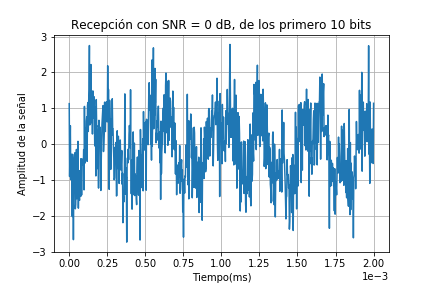 Recepción con SNR = 0 dB, de los primero 10 bits
Amplitud de la señal
3
2
1
0
−1
−2
−3
0.00 0.25 0.50 0.75 1.00 1.25 1.50 1.75 2.00
1e−3
Tiempo(ms)